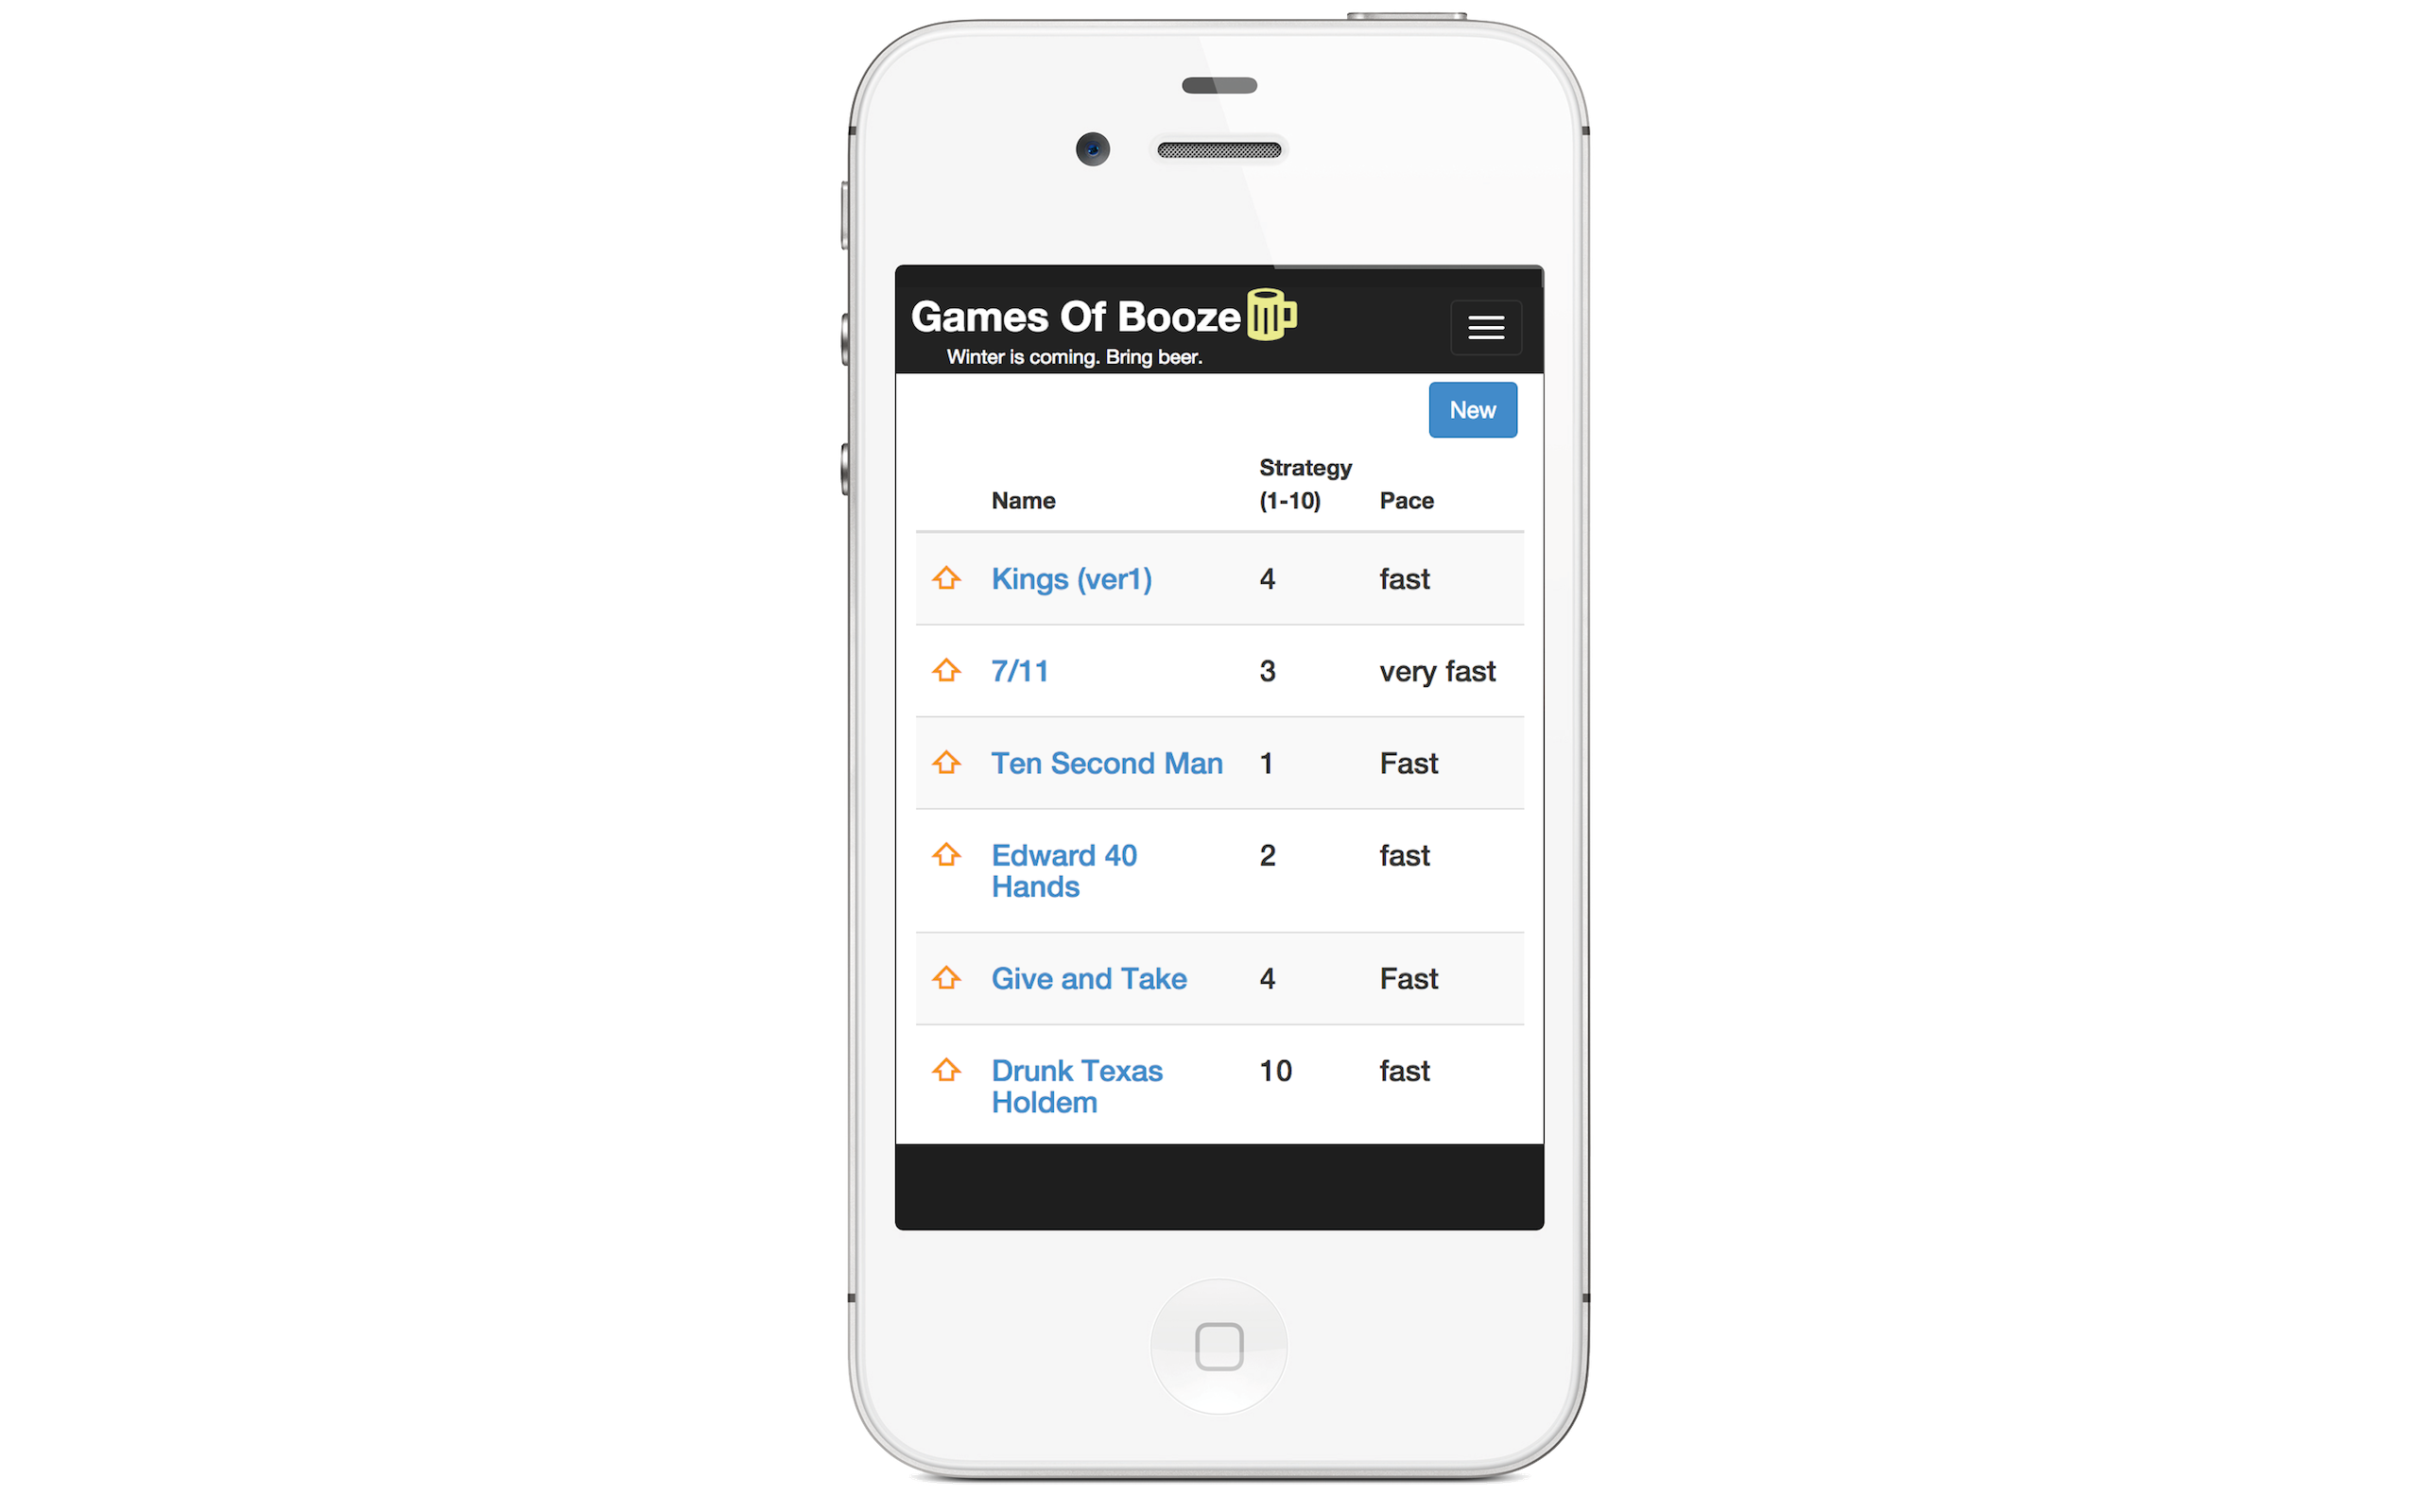 Games Of Booze
Winter is coming. Bring beer.
New
Name Strategy (1-10) Pace
Kings (ver1) 4 fast
7/11 3 very fast
Ten Second Man 1 Fast
Edward 40 Hands 2 fast
Give and Take 4 Fast
Drunk Texas Holdem 10 fast